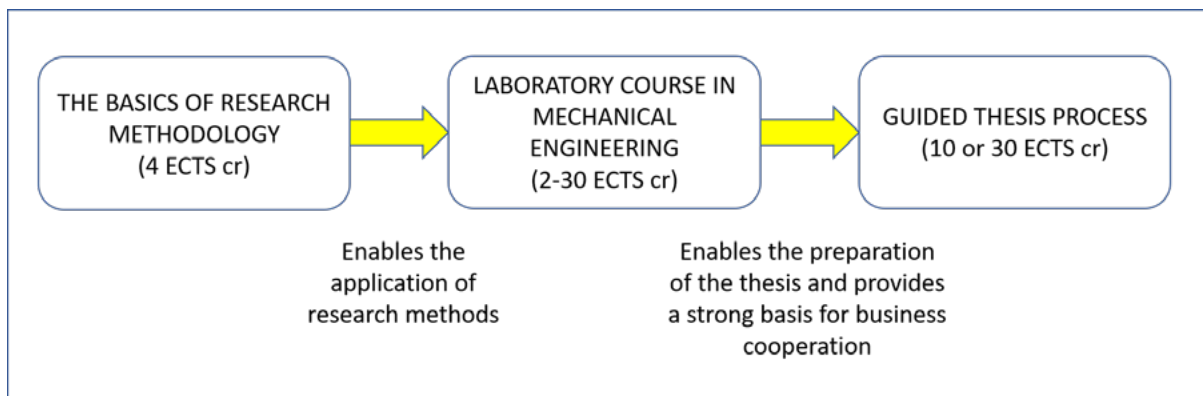 THE BASICS OF RESEARCH
METHODOLOGY
(4 ECTS cr)
LABORATORY COURSE IN
MECHANICAL
ENGINEERING
(2-30 ECTS cr)
GUIDED THESIS PROCESS
(10 or 30 ECTS cr)
Enables the
application of
research methods
Enables the preparation
of the thesis and provides
a strong basis for business
cooperation